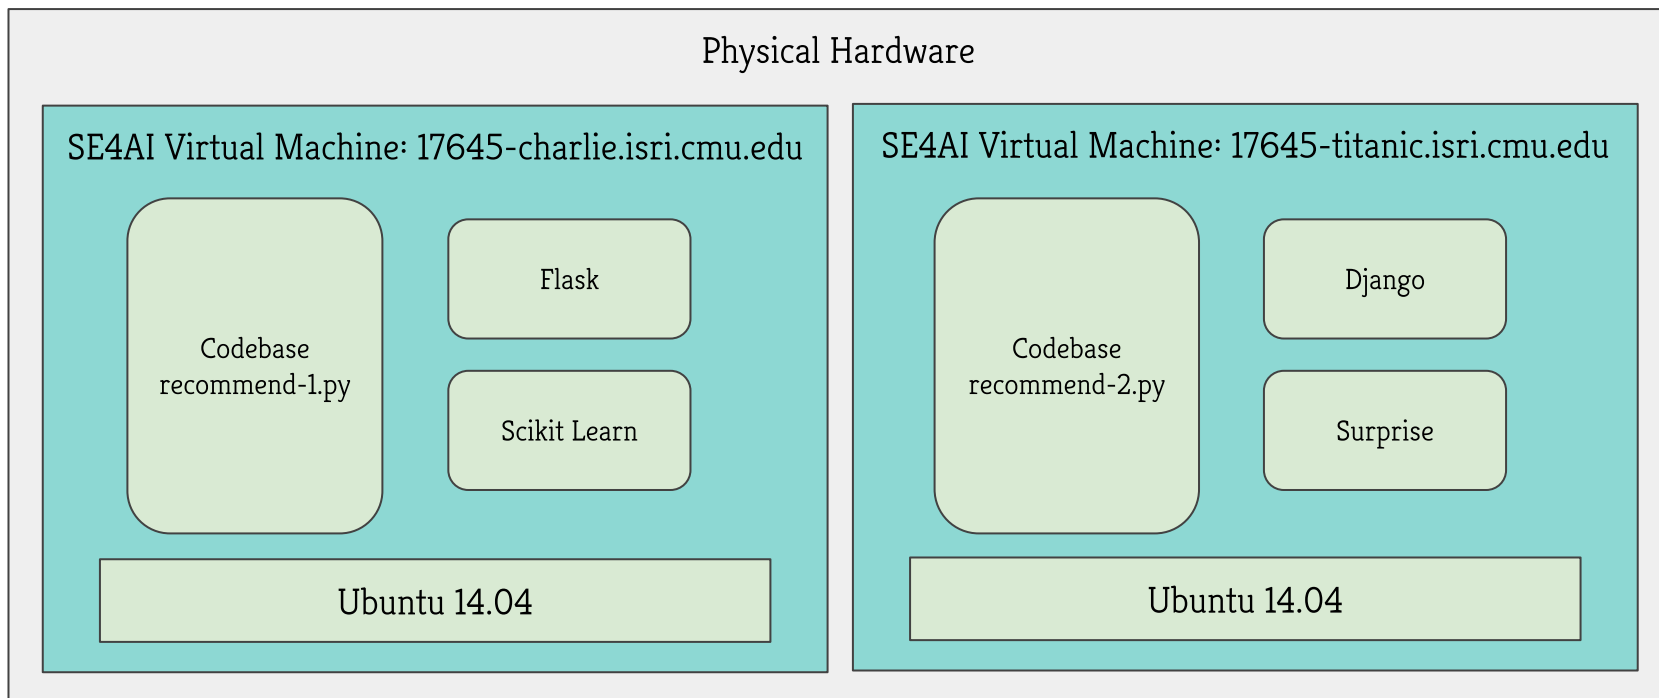 Physical Hardware
SE4AI Virtual Machine: 17645-charlie.isri.cmu.edu
Codebase
recommend-1.py
Flask
Scikit Learn
Ubuntu 14.04
SE4AI Virtual Machine: 17645-titanic.isri.cmu.edu
Codebase
recommend-2.py
Django
Surprise
Ubuntu 14.04